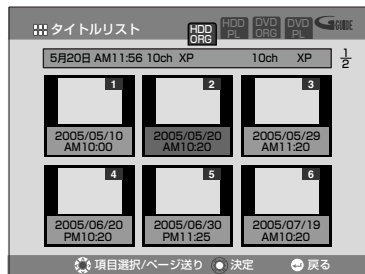 タイトルリスト
HDD ORG
HDD PL
DVD ORG
DVD PL
G GUIDE
5月20日 AM11:56 10ch XP 10ch XP
1/2
1 2 3
2005/05/10 2005/05/20 2005/05/29
AM10:00 AM10:20 AM11:20
4 5 6
2005/06/20 2005/06/30 2005/07/19
PM10:20 PM11:25 AM10:20
項目選択/ページ送り 決定 戻る